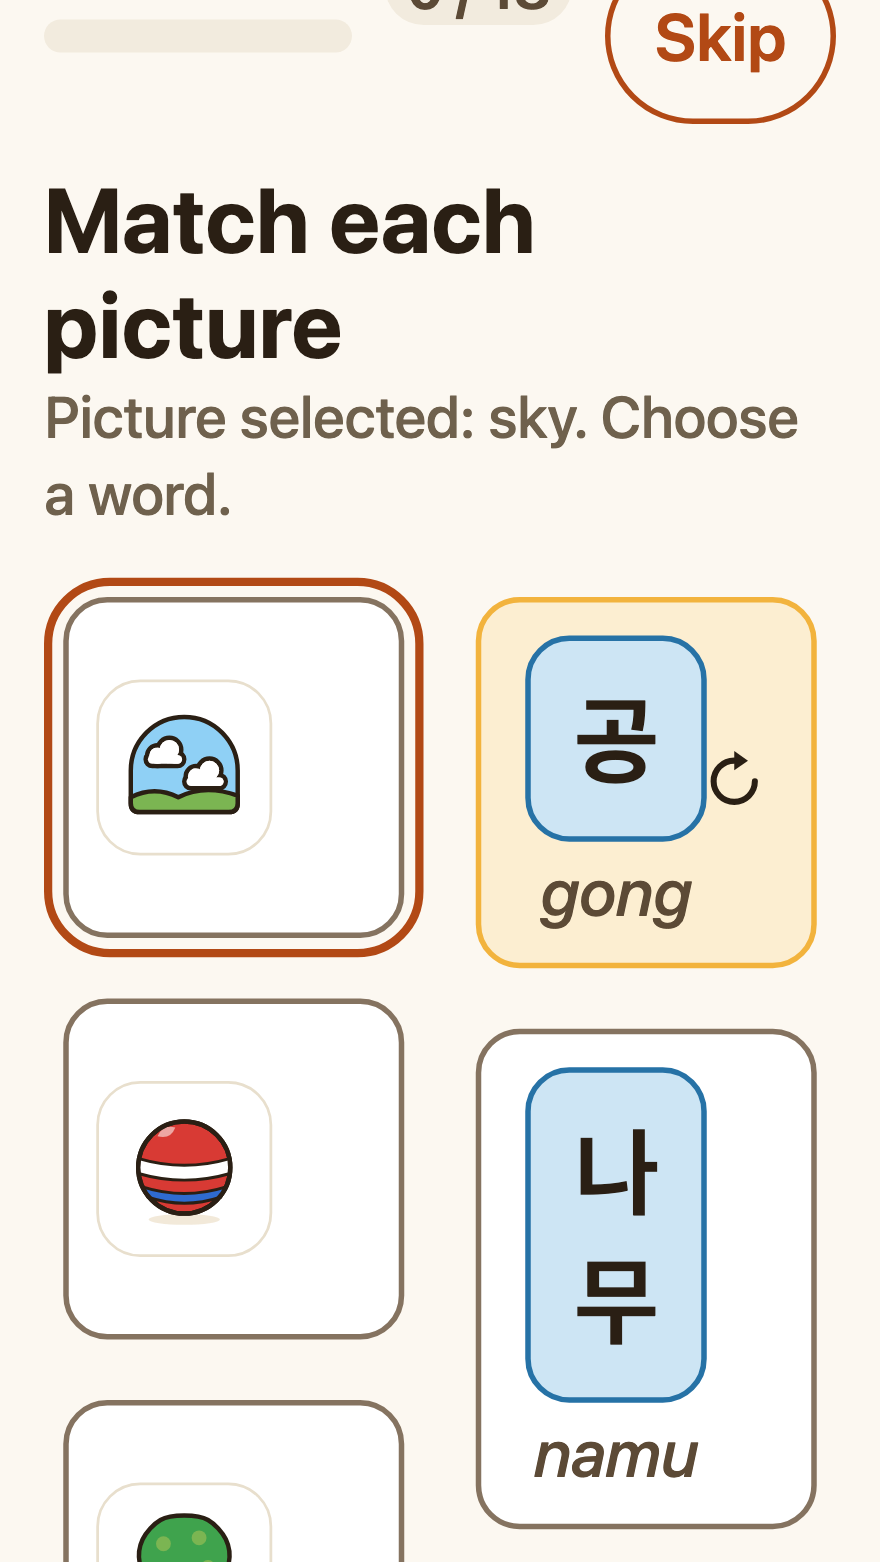 Skip
Match each
picture
Picture selected: sky. Choose
a word.
공
gong
나
무
namu